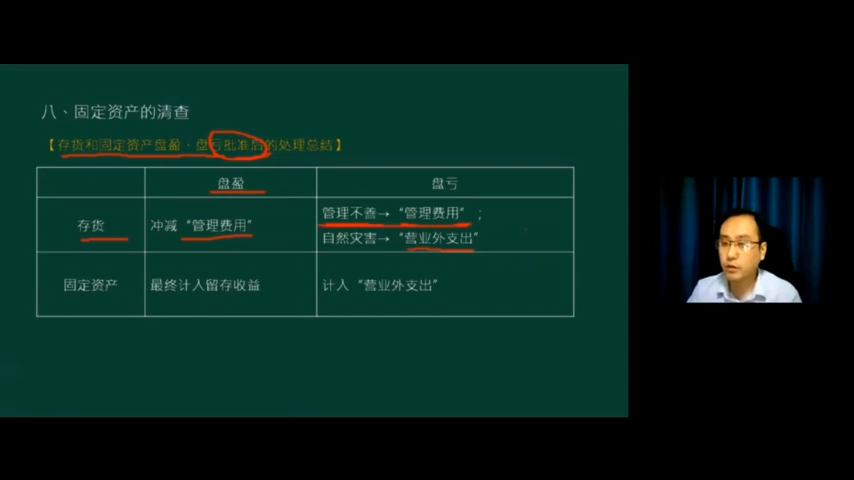 八、固定资产的清查
【存货和固定资产盘盈、盘亏批准后的处理总结】
盘盈 盘亏
存货 冲减“管理费用” 管理不善→“管理费用”;
自然灾害→“营业外支出”
固定资产 最终计入留存收益 计入“营业外支出”